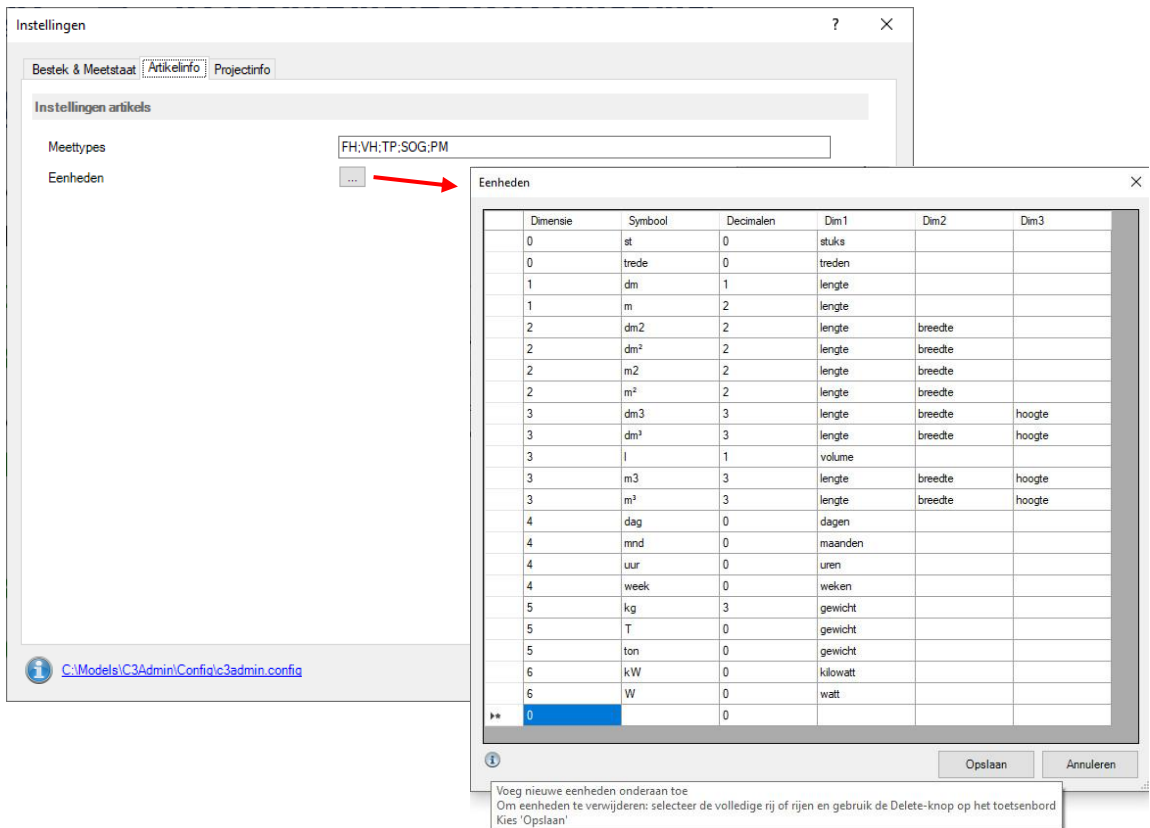 Instellingen ?
Bestek & Meetstaat Artikelinfo Projectinfo
Instellingen artikels
Meettypes FH;VH;TP;SOG;PM
Eenheden ...
Eenheden
Dimensie Symbool Decimalen Dim1 Dim2 Dim3
0 st 0 stuks
0 trede 0 treden
1 dm 1 lengte
1 m 2 lengte
2 dm2 2 lengte breedte
2 dm² 2 lengte breedte
2 m2 2 lengte breedte
2 m² 2 lengte breedte
3 dm3 3 lengte breedte hoogte
3 dm³ 3 lengte breedte hoogte
3 l 1 volume
3 m3 3 lengte breedte hoogte
3 m³ 3 lengte breedte hoogte
4 dag 0 dagen
4 mnd 0 maanden
4 uur 0 uren
4 week 0 weken
5 kg 3 gewicht
5 T 0 gewicht
5 ton 0 gewicht
6 kW 0 kilowatt
6 W 0 watt
0 0
C:\Models\C3Admin\Config\c3admin.config
Opslaan Annuleren
Voeg nieuwe eenheden onderaan toe
Om eenheden te verwijderen: selecteer de volledige rij of rijen en gebruik de Delete-knop op het toetsenbord
Kies 'Opslaan'